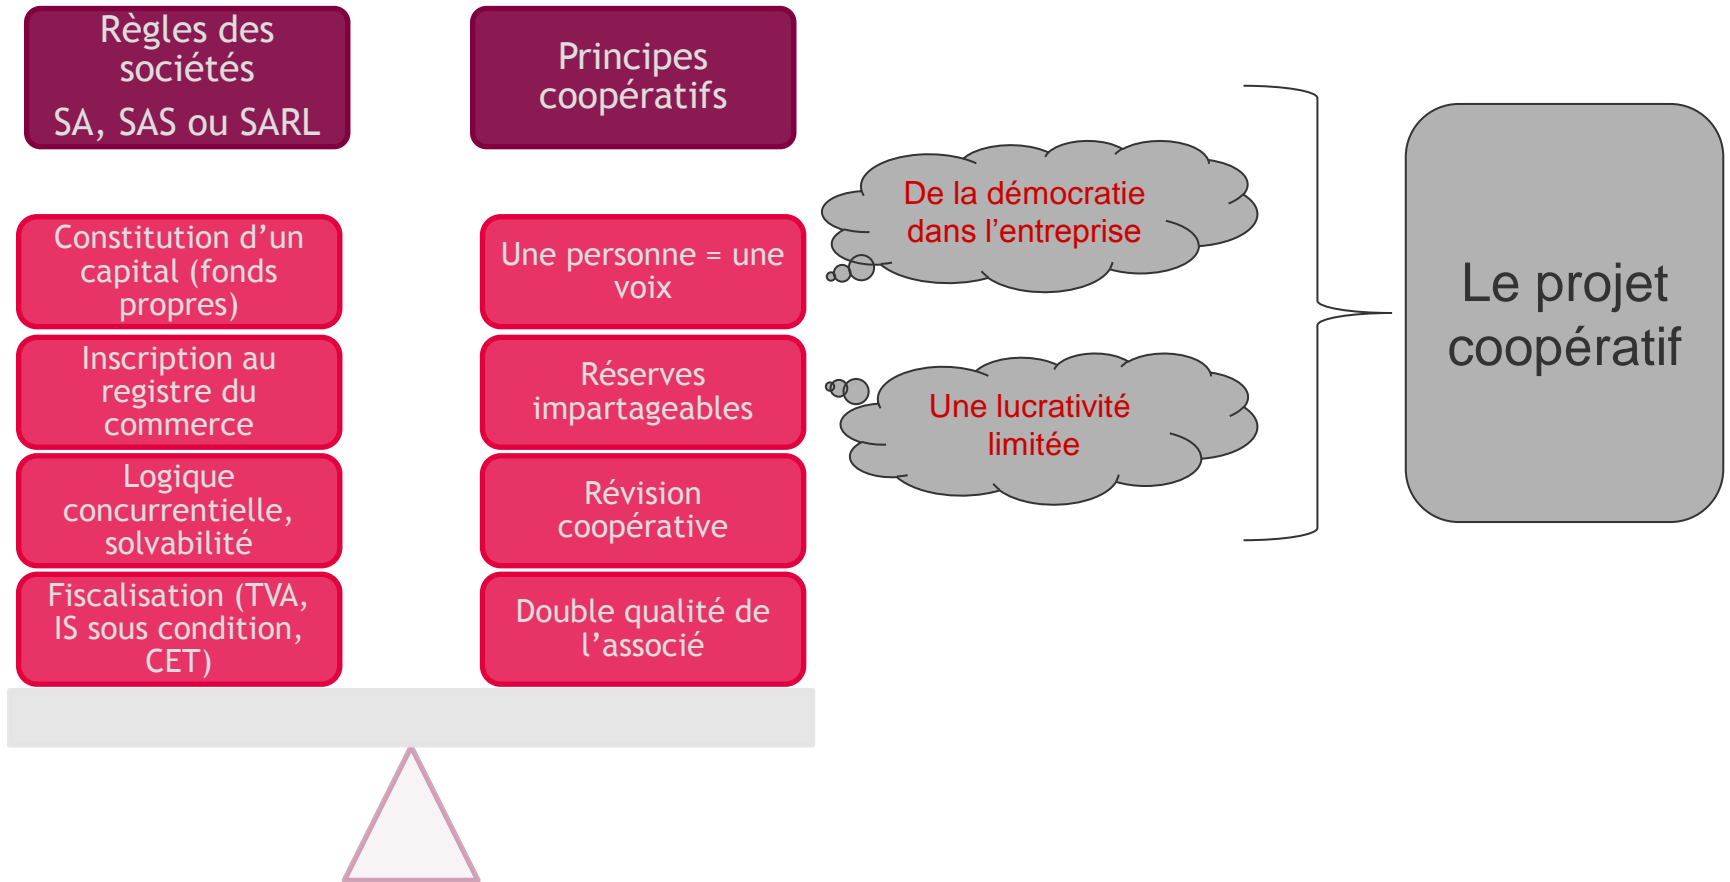 Règles des
sociétés
SA, SAS ou SARL
Constitution d’un
capital (fonds
propres)
Inscription au
registre du
commerce
Logique
concurrentielle,
solvabilité
Fiscalisation (TVA,
IS sous condition,
CET)
Principes
coopératifs
Une personne = une
voix
Réserves
impartageables
Révision
coopérative
Double qualité de
l’associé
De la démocratie
dans l’entreprise
Une lucrativité
limitée
Le projet
coopératif